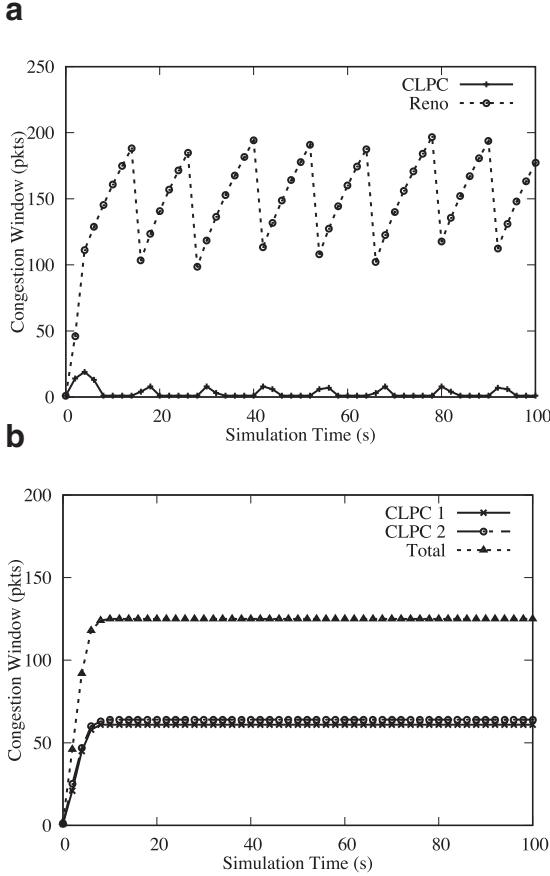 a
250
200
150
100
50
0
Congestion Window (pkts)
CLPC
Reno
0 20 40 60 80 100
Simulation Time (s)
b
200
150
100
50
0
Congestion Window (pkts)
CLPC 1
CLPC 2
Total
0 20 40 60 80 100
Simulation Time (s)